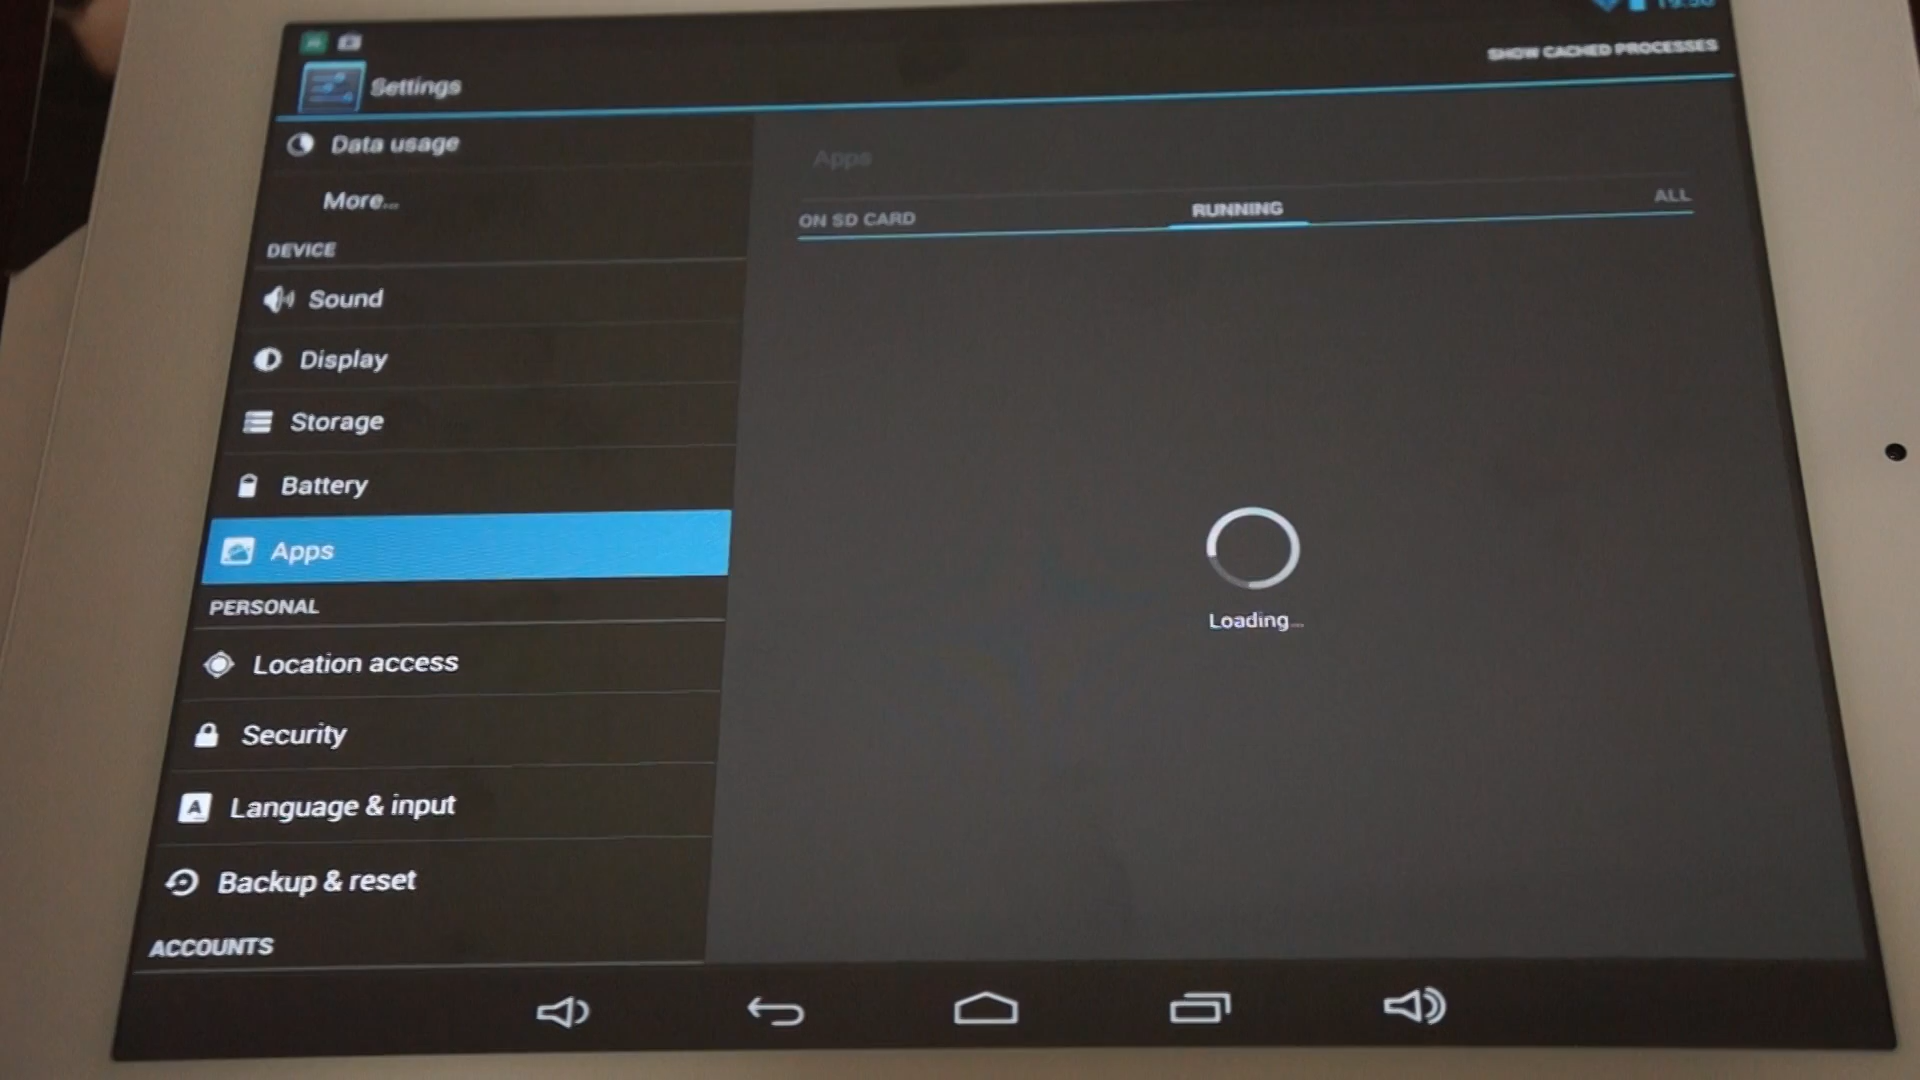 SHOW CACHED PROCESSES
Settings
Data usage
More...
DEVICE
Sound
Display
Storage
Battery
Apps
PERSONAL
Location access
Security
Language & input
Backup & reset
ACCOUNTS
Apps
ON SD CARD
RUNNING
ALL
Loading...